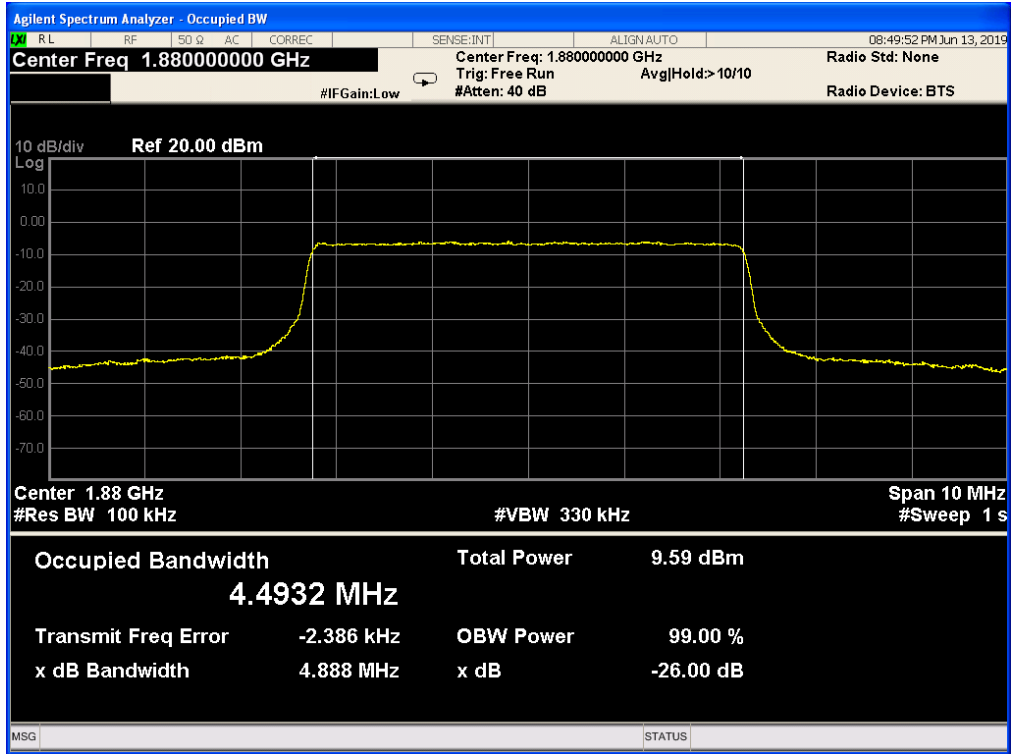 Agilent Spectrum Analyzer - Occupied BW
LXI RL RF 50 Ω AC CORREC SENSE:INT ALIGN AUTO 08:49:52 PM Jun 13, 2019
Center Freq 1.880000000 GHz Center Freq: 1.880000000 GHz Radio Std: None
Trig: Free Run Avg|Hold:>10/10
#IFGain:Low #Atten: 40 dB Radio Device: BTS
10 dB/div Ref 20.00 dBm
Log
10.0
0.00
-10.0
-20.0
-30.0
-40.0
-50.0
-60.0
-70.0
Center 1.88 GHz Span 10 MHz
#Res BW 100 kHz #VBW 330 kHz #Sweep 1 s
Occupied Bandwidth Total Power 9.59 dBm
4.4932 MHz
Transmit Freq Error -2.386 kHz OBW Power 99.00 %
x dB Bandwidth 4.888 MHz x dB -26.00 dB
MSG STATUS